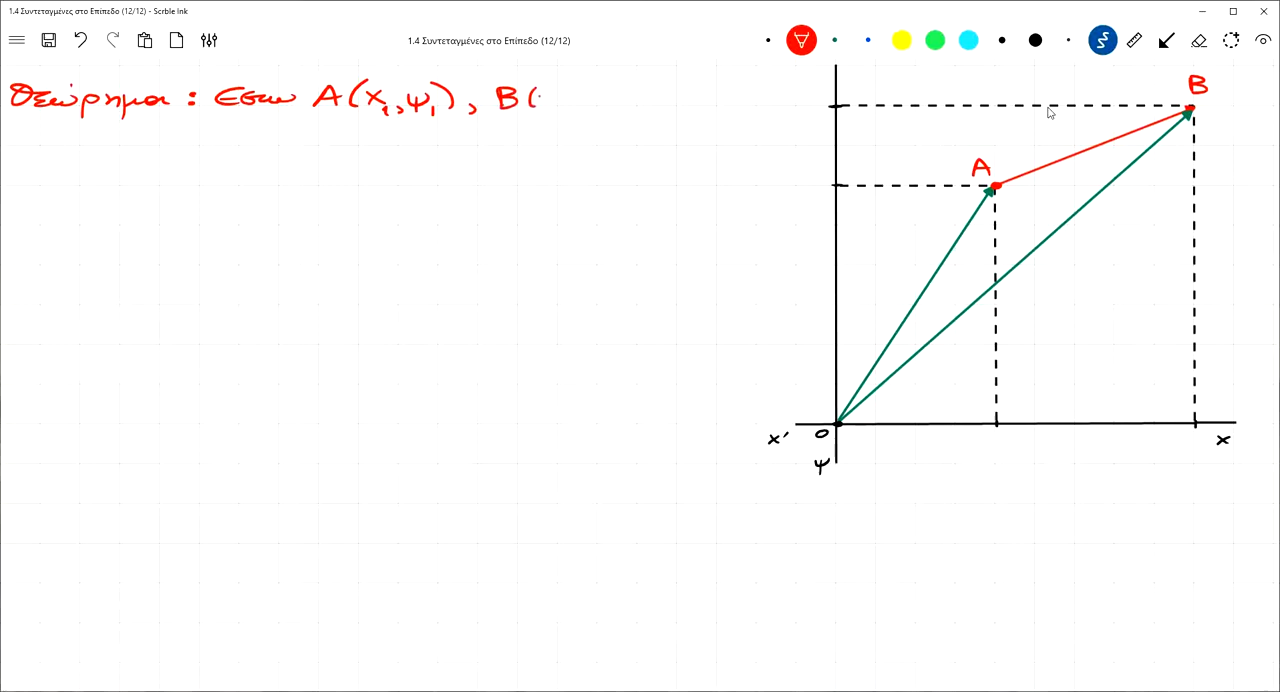 1.4 Συντεταγμένες στο Επίπεδο (12/12) - Scrble Ink
1.4 Συντεταγμένες στο Επίπεδο (12/12)
Θεώρημα : Εστω Α(x₁,ψ₁), Β(
B
A
x'
O
x
ψ